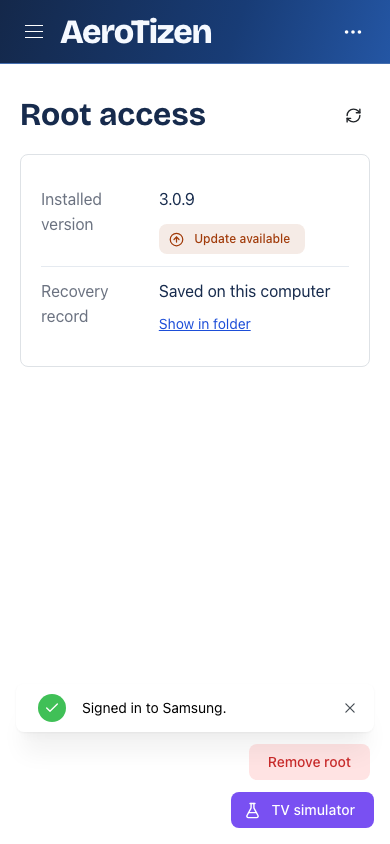 AeroTizen
Root access
Installed
version
3.0.9
Update available
Recovery
record
Saved on this computer
Show in folder
Signed in to Samsung.
Remove root
TV simulator